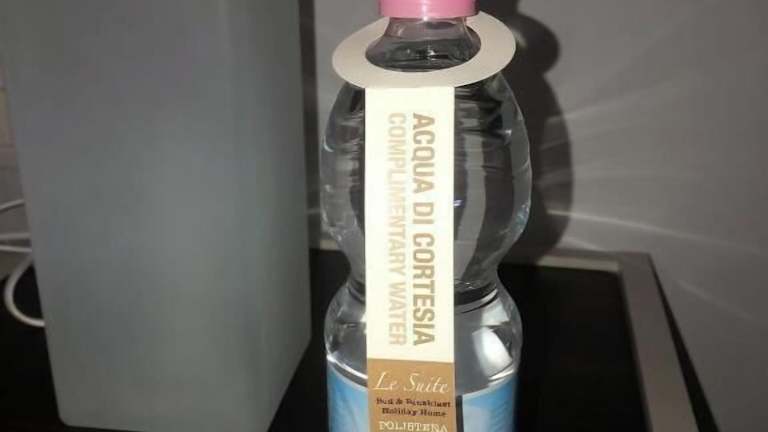 ACQUA DI CORTESIA
COMPLIMENTARY WATER
Le Suite
Bed & Breakfast
Holiday Home
POLISTENA